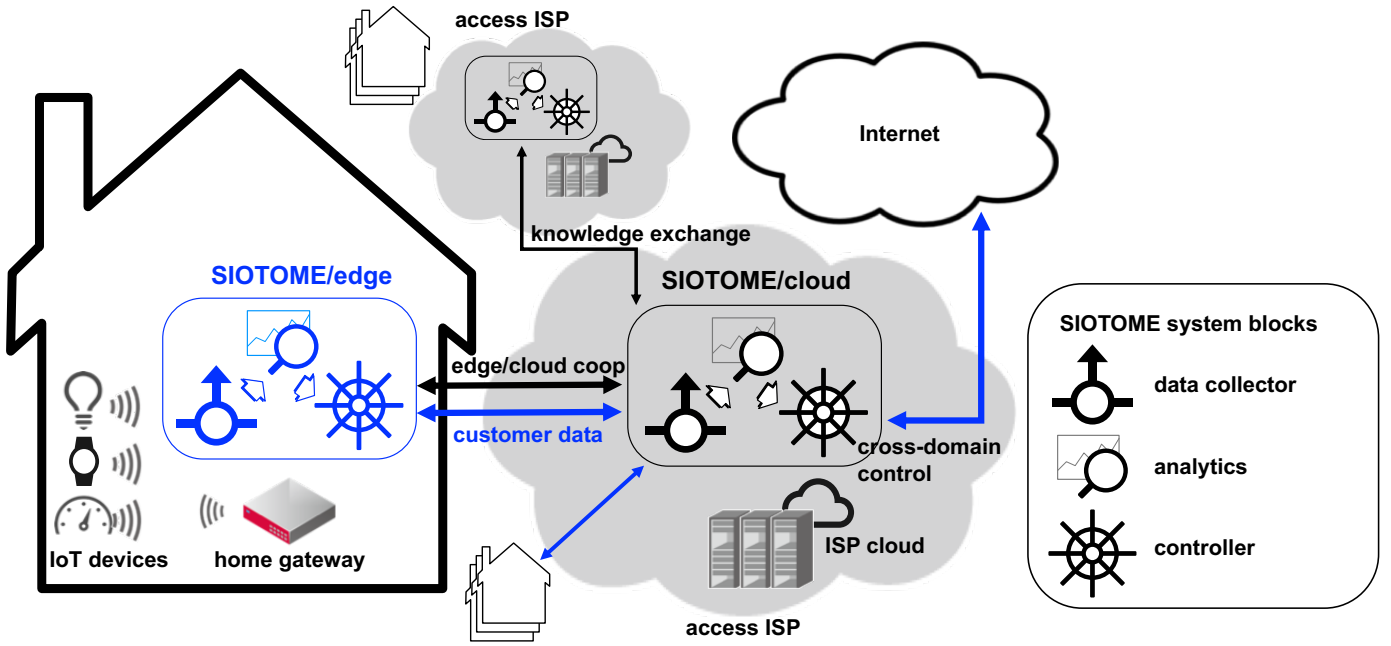 access ISP
Internet
knowledge exchange
SIOTOME/edge
SIOTOME/cloud
SIOTOME system blocks
edge/cloud coop
data collector
customer data
cross-domain
control
analytics
ISP cloud
controller
IoT devices
home gateway
access ISP